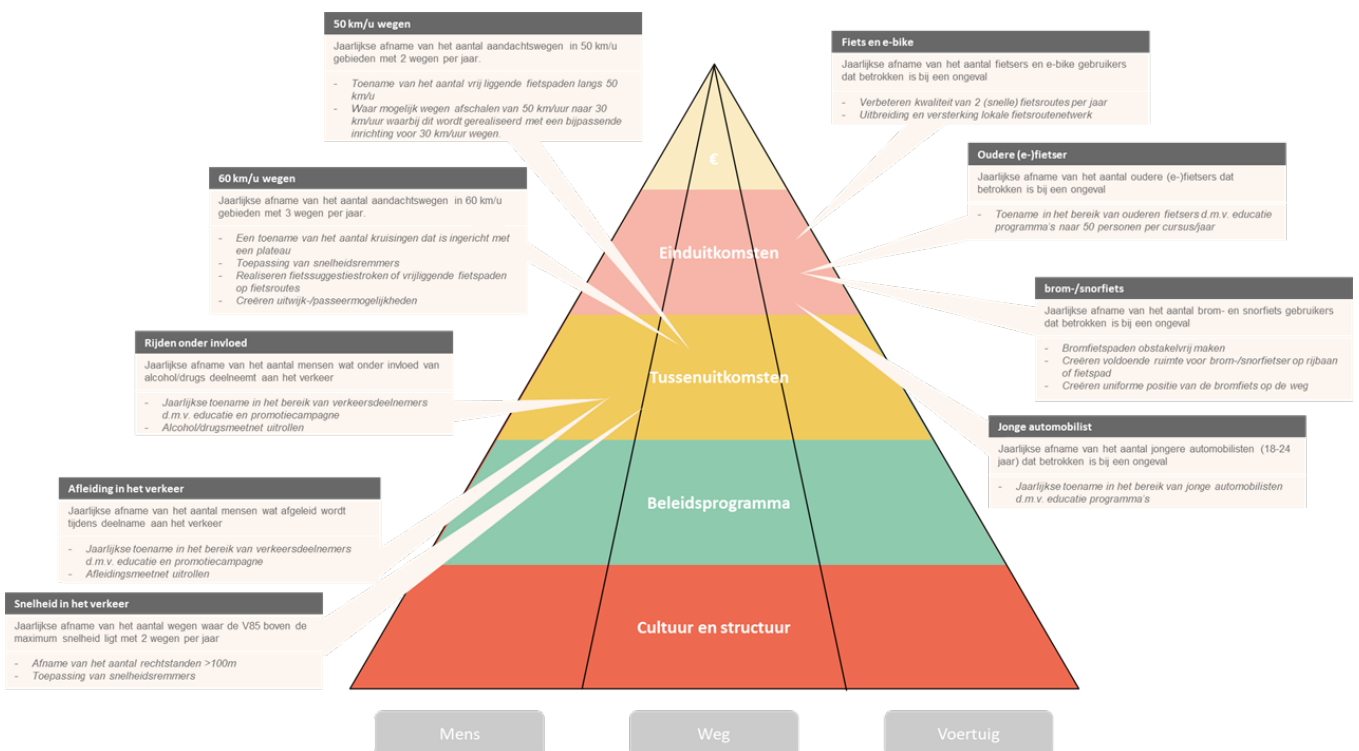 50 km/u wegen
Jaarlijkse afname van het aantal aandachtswegen in 50 km/u
gebieden met 2 wegen per jaar.
- Toename van het aantal vrij liggende fietspaden langs 50
km/u
- Waar mogelijk wegen afschalen van 50 km/uur naar 30
km/uur waarbij dit wordt gerealiseerd met een bijpassende
inrichting voor 30 km/uur wegen.
60 km/u wegen
Jaarlijkse afname van het aantal aandachtswegen in 60 km/u
gebieden met 3 wegen per jaar.
- Een toename van het aantal kruisingen dat is ingericht met
een plateau
- Toepassing van snelheidsremmers
- Realiseren fietssuggestiestroken of vrijliggende fietspaden
op fietsroutes
- Creëren uitwijk-/passeermogelijkheden
Rijden onder invloed
Jaarlijkse afname van het aantal mensen wat onder invloed van
alcohol/drugs deelneemt aan het verkeer
- Jaarlijkse toename in het bereik van verkeersdeelnemers
d.m.v. educatie en promotiecampagne
- Alcohol/drugsmeetnet uitrollen
Afleiding in het verkeer
Jaarlijkse afname van het aantal mensen wat afgeleid wordt
tijdens deelname aan het verkeer
- Jaarlijkse toename in het bereik van verkeersdeelnemers
d.m.v. educatie en promotiecampagne
- Afleidingsmeetnet uitrollen
Snelheid in het verkeer
Jaarlijkse afname van het aantal wegen waar de V85 boven de
maximum snelheid ligt met 2 wegen per jaar
- Afname van het aantal rechtstanden >100m
- Toepassing van snelheidsremmers
€
Einduitkomsten
Tussenuitkomsten
Beleidsprogramma
Cultuur en structuur
Fiets en e-bike
Jaarlijkse afname van het aantal fietsers en e-bike gebruikers
dat betrokken is bij een ongeval
- Verbeteren kwaliteit van 2 (snelle) fietsroutes per jaar
- Uitbreiding en versterking lokale fietsroutenetwerk
Oudere (e-)fietser
Jaarlijkse afname van het aantal oudere (e-)fietsers dat
betrokken is bij een ongeval
- Toename in het bereik van ouderen fietsers d.m.v. educatie
programma's naar 50 personen per cursus/jaar
brom-/snorfiets
Jaarlijkse afname van het aantal brom- en snorfiets gebruikers
dat betrokken is bij een ongeval
- Bromfietspaden obstakelvrij maken
- Creëren voldoende ruimte voor brom-/snorfietser op rijbaan
of fietspad
- Creëren uniforme positie van de bromfiets op de weg
Jonge automobilist
Jaarlijkse afname van het aantal jongere automobilisten (18-24
jaar) dat betrokken is bij een ongeval
- Jaarlijkse toename in het bereik van jonge automobilisten
d.m.v. educatie programma's
Mens
Weg
Voertuig